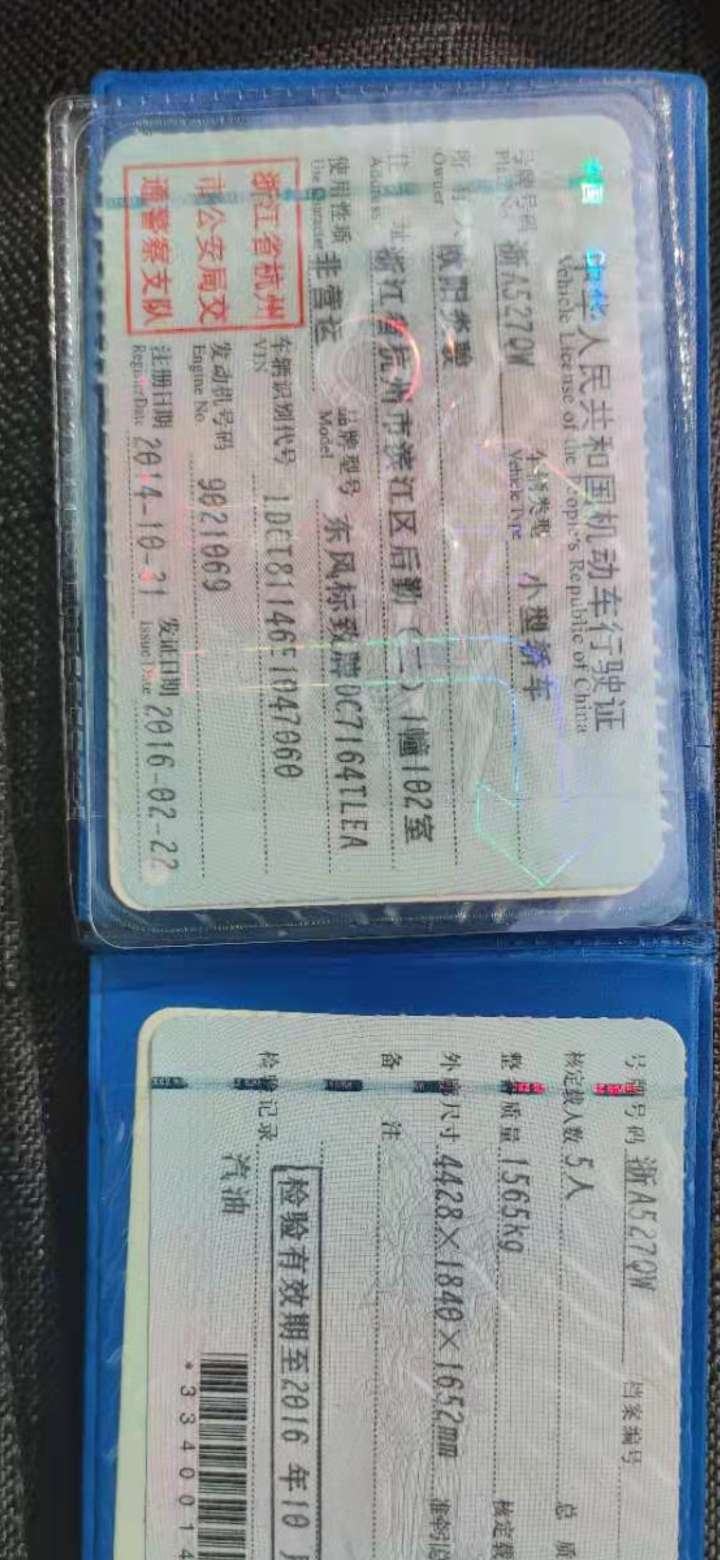 中华人民共和国机动车行驶证
Vehicle License of the People's Republic of China
号牌号码 浙A527QW 车辆类型 小型轿车
Plate No. Vehicle Type
所有人 欧阳
Owner
住址 浙江省杭州市滨江区后勤(二)1幢102室
Address
使用性质 非营运 品牌型号 东风标致牌DC7164TLEA
Use Character Model
浙江省杭州
市公安局交
通警察支队
车辆识别代号
VIN
发动机号码 9021069
Engine No.
注册日期 2014-10-31 发证日期 2016-02-22
Register Date Issue Date
号牌号码 浙A527QW 档案编号
核定载人数 5人 总质
整备质量 1565kg 核定载
外廓尺寸 4428×1840×1652mm
备注
检验有效期至2016 年10
检验记录
汽油
*33400014